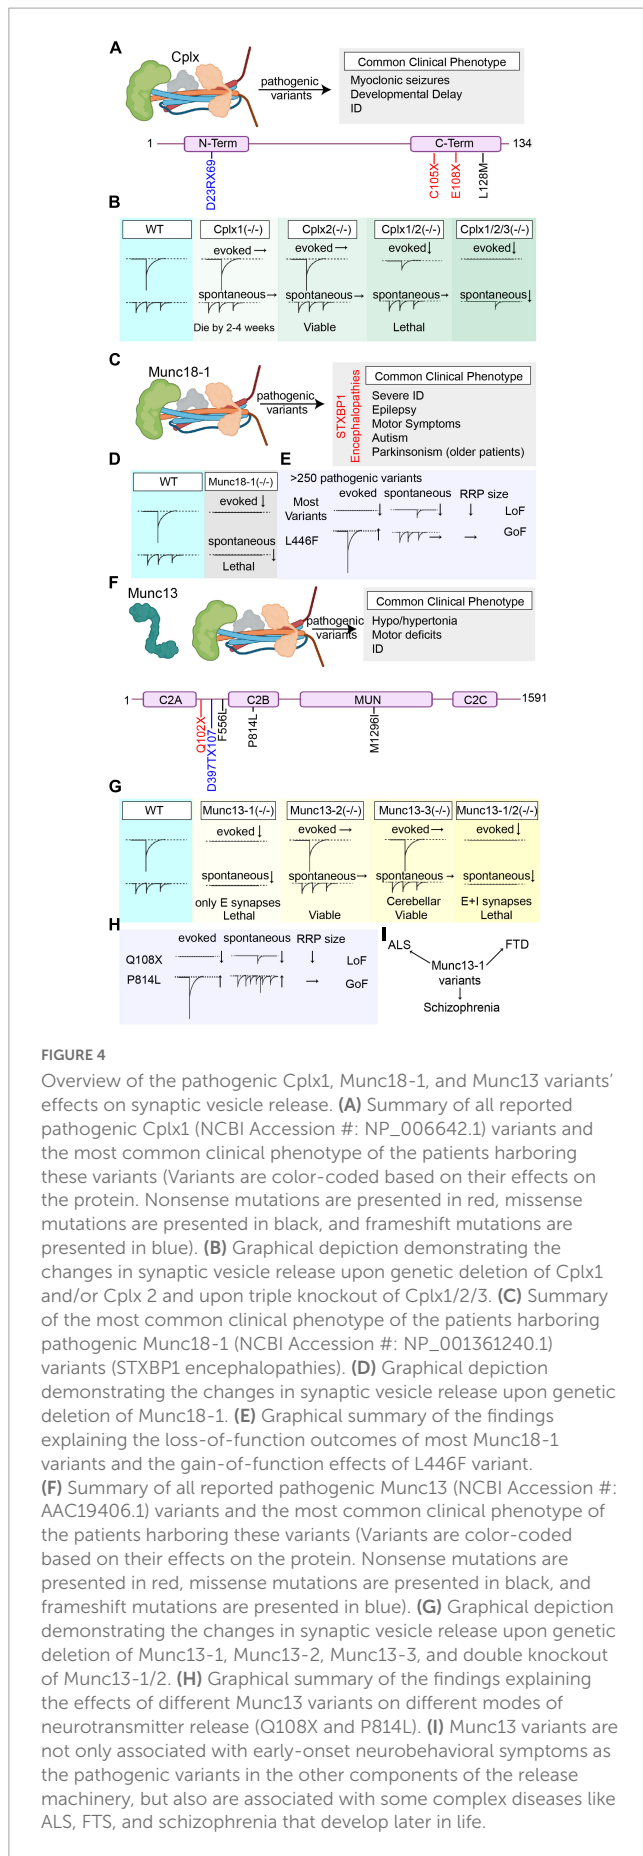 A
Cplx
pathogenic
variants
Common Clinical Phenotype
Myoclonic seizures
Developmental Delay
ID
1 N-Term C-Term 134
D23RX69
C105X
E108X
L128M
B
WT Cplx1(-/-) Cplx2(-/-) Cplx1/2(-/-) Cplx1/2/3(-/-)
evoked→ evoked→ evoked↓ evoked↓
spontaneous→ spontaneous→ spontaneous→ spontaneous↓
Die by 2-4 weeks Viable Lethal
C
Munc18-1
pathogenic
variants
STXBP1
Encephalopathies
Common Clinical Phenotype
Severe ID
Epilepsy
Motor Symptoms
Autism
Parkinsonism (older patients)
D
WT Munc18-1(-/-)
evoked↓
spontaneous
↓
Lethal
E
>250 pathogenic variants
evoked spontaneous RRP size
Most
Variants ↓ ↓ ↓ LoF
L446F ↑ → → GoF
F
Munc13
pathogenic
variants
Common Clinical Phenotype
Hypo/hypertonia
Motor deficits
ID
1 C2A C2B MUN C2C 1591
Q102X
D397TX107
F556L
P814L
M1296I
G
WT Munc13-1(-/-) Munc13-2(-/-) Munc13-3(-/-) Munc13-1/2(-/-)
evoked↓ evoked→ evoked→ evoked↓
spontaneous↓ spontaneous→ spontaneous→ spontaneous↓
only E synapses Cerebellar E+I synapses
Lethal Viable Viable Lethal
H
evoked spontaneous RRP size
Q108X ↓ ↓ ↓ LoF
P814L ↑ ↑ → GoF
I
ALS FTD
Munc13-1
variants
Schizophrenia
FIGURE 4
Overview of the pathogenic Cplx1, Munc18-1, and Munc13 variants’
effects on synaptic vesicle release. (A) Summary of all reported
pathogenic Cplx1 (NCBI Accession #: NP_006642.1) variants and
the most common clinical phenotype of the patients harboring
these variants (Variants are color-coded based on their effects on
the protein. Nonsense mutations are presented in red, missense
mutations are presented in black, and frameshift mutations are
presented in blue). (B) Graphical depiction demonstrating the
changes in synaptic vesicle release upon genetic deletion of Cplx1
and/or Cplx 2 and upon triple knockout of Cplx1/2/3. (C) Summary
of the most common clinical phenotype of the patients harboring
pathogenic Munc18-1 (NCBI Accession #: NP_001361240.1)
variants (STXBP1 encephalopathies). (D) Graphical depiction
demonstrating the changes in synaptic vesicle release upon genetic
deletion of Munc18-1. (E) Graphical summary of the findings
explaining the loss-of-function outcomes of most Munc18-1
variants and the gain-of-function effects of L446F variant.
(F) Summary of all reported pathogenic Munc13 (NCBI Accession #:
AAC19406.1) variants and the most common clinical phenotype of
the patients harboring these variants (Variants are color-coded
based on their effects on the protein. Nonsense mutations are
presented in red, missense mutations are presented in black, and
frameshift mutations are presented in blue). (G) Graphical depiction
demonstrating the changes in synaptic vesicle release upon genetic
deletion of Munc13-1, Munc13-2, Munc13-3, and double knockout
of Munc13-1/2. (H) Graphical summary of the findings explaining
the effects of different Munc13 variants on different modes of
neurotransmitter release (Q108X and P814L). (I) Munc13 variants are
not only associated with early-onset neurobehavioral symptoms as
the pathogenic variants in the other components of the release
machinery, but also are associated with some complex diseases like
ALS, FTS, and schizophrenia that develop later in life.